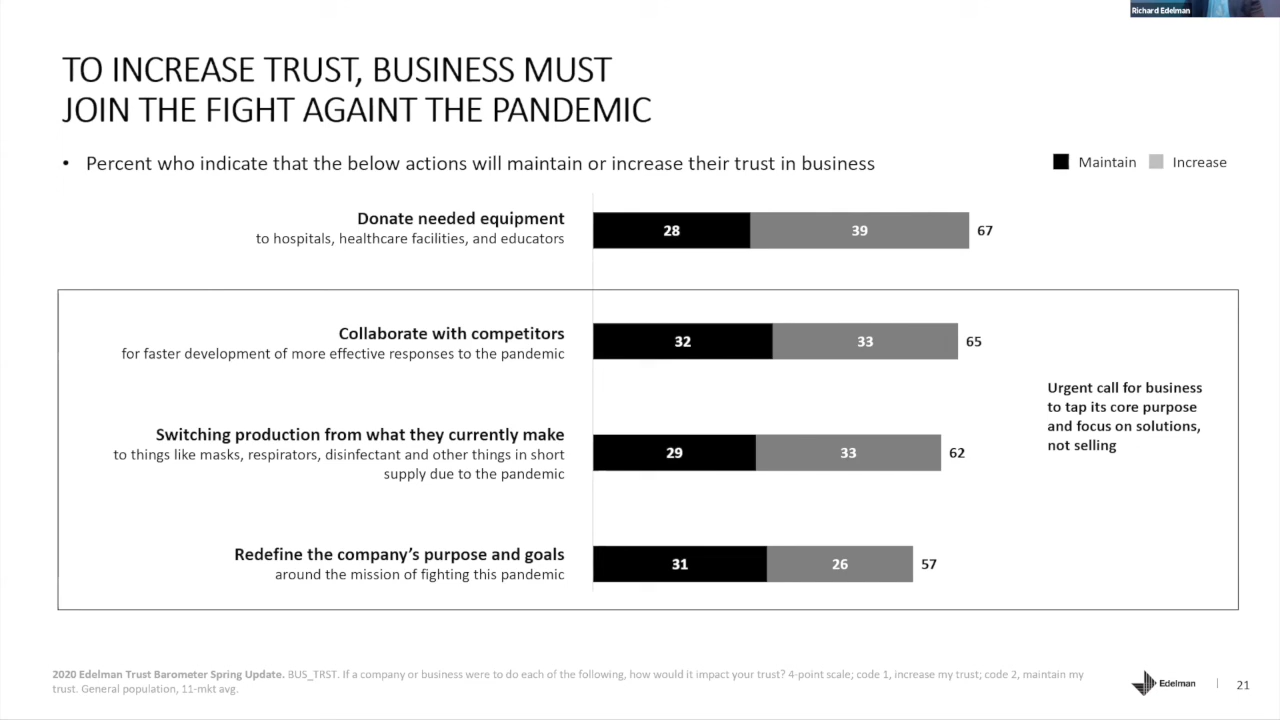 Richard Edelman
TO INCREASE TRUST, BUSINESS MUST
JOIN THE FIGHT AGAINT THE PANDEMIC
• Percent who indicate that the below actions will maintain or increase their trust in business
Maintain Increase
Donate needed equipment
to hospitals, healthcare facilities, and educators
28 39 67
Collaborate with competitors
for faster development of more effective responses to the pandemic
32 33 65
Switching production from what they currently make
to things like masks, respirators, disinfectant and other things in short
supply due to the pandemic
29 33 62
Redefine the company's purpose and goals
around the mission of fighting this pandemic
31 26 57
Urgent call for business
to tap its core purpose
and focus on solutions,
not selling
2020 Edelman Trust Barometer Spring Update. BUS_TRST. If a company or business were to do each of the following, how would it impact your trust? 4-point scale; code 1, increase my trust; code 2, maintain my
trust. General population, 11-mkt avg.
Edelman
21